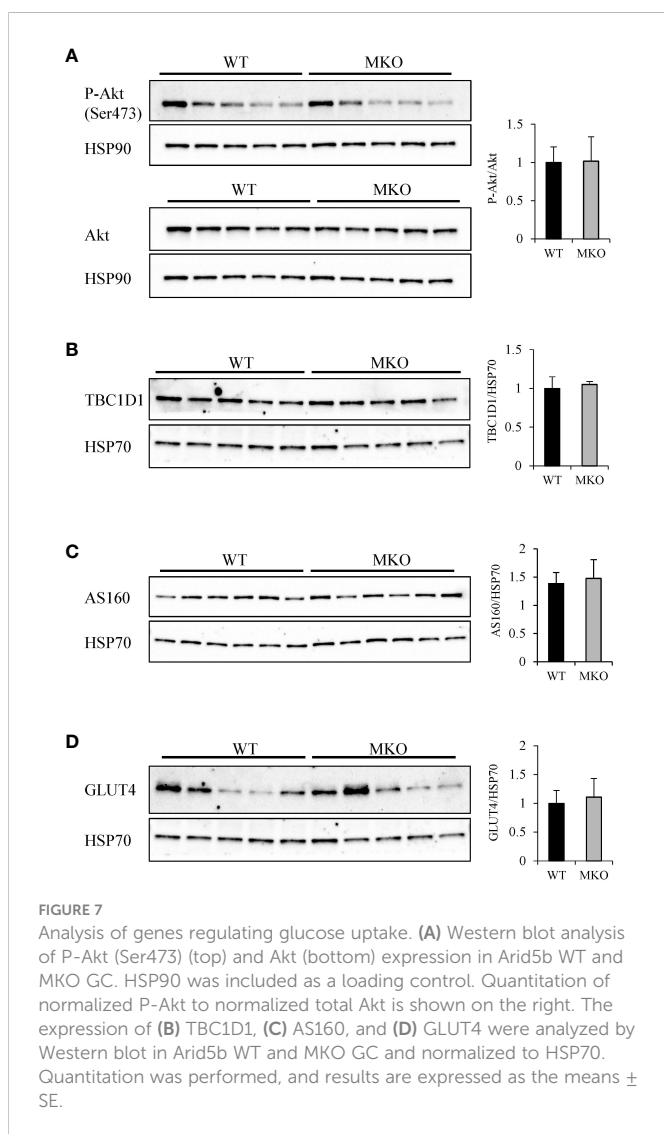 A
WT MKO
P-Akt
(Ser473)
HSP90
WT MKO
Akt
HSP90
P-Akt/Akt
1.5
1
0.5
0
WT MKO
B
WT MKO
TBC1D1
HSP70
TBC1D1/HSP70
1.5
1
0.5
0
WT MKO
C
WT MKO
AS160
HSP70
AS160/HSP70
2
1.5
1
0.5
0
WT MKO
D
WT MKO
GLUT4
HSP70
GLUT4/HSP70
2
1.5
1
0.5
0
WT MKO
FIGURE 7
Analysis of genes regulating glucose uptake. (A) Western blot analysis
of P-Akt (Ser473) (top) and Akt (bottom) expression in Arid5b WT and
MKO GC. HSP90 was included as a loading control. Quantitation of
normalized P-Akt to normalized total Akt is shown on the right. The
expression of (B) TBC1D1, (C) AS160, and (D) GLUT4 were analyzed by
Western blot in Arid5b WT and MKO GC and normalized to HSP70.
Quantitation was performed, and results are expressed as the means ±
SE.